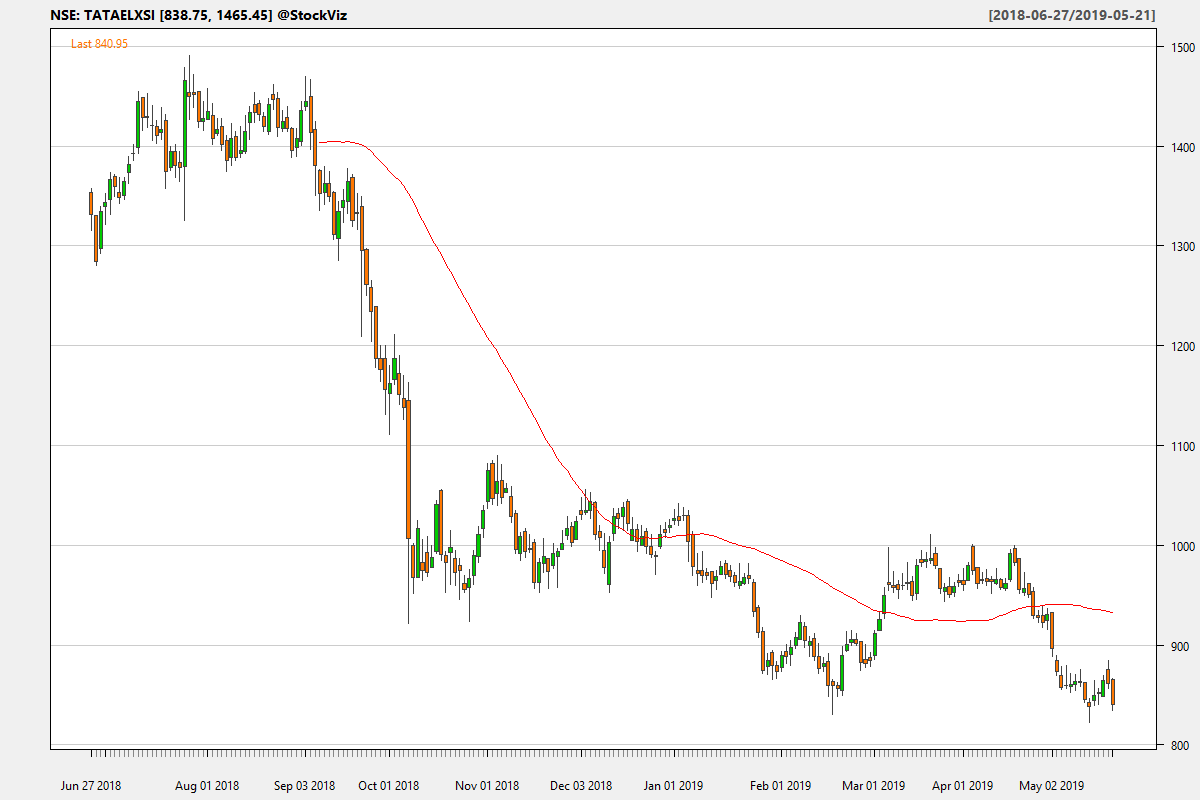 NSE: TATAELXSI [838.75, 1465.45] @StockViz
[2018-06-27/2019-05-21]
Last 840.95
1500
1400
1300
1200
1100
1000
900
800
Jun 27 2018
Aug 01 2018
Sep 03 2018
Oct 01 2018
Nov 01 2018
Dec 03 2018
Jan 01 2019
Feb 01 2019
Mar 01 2019
Apr 01 2019
May 02 2019